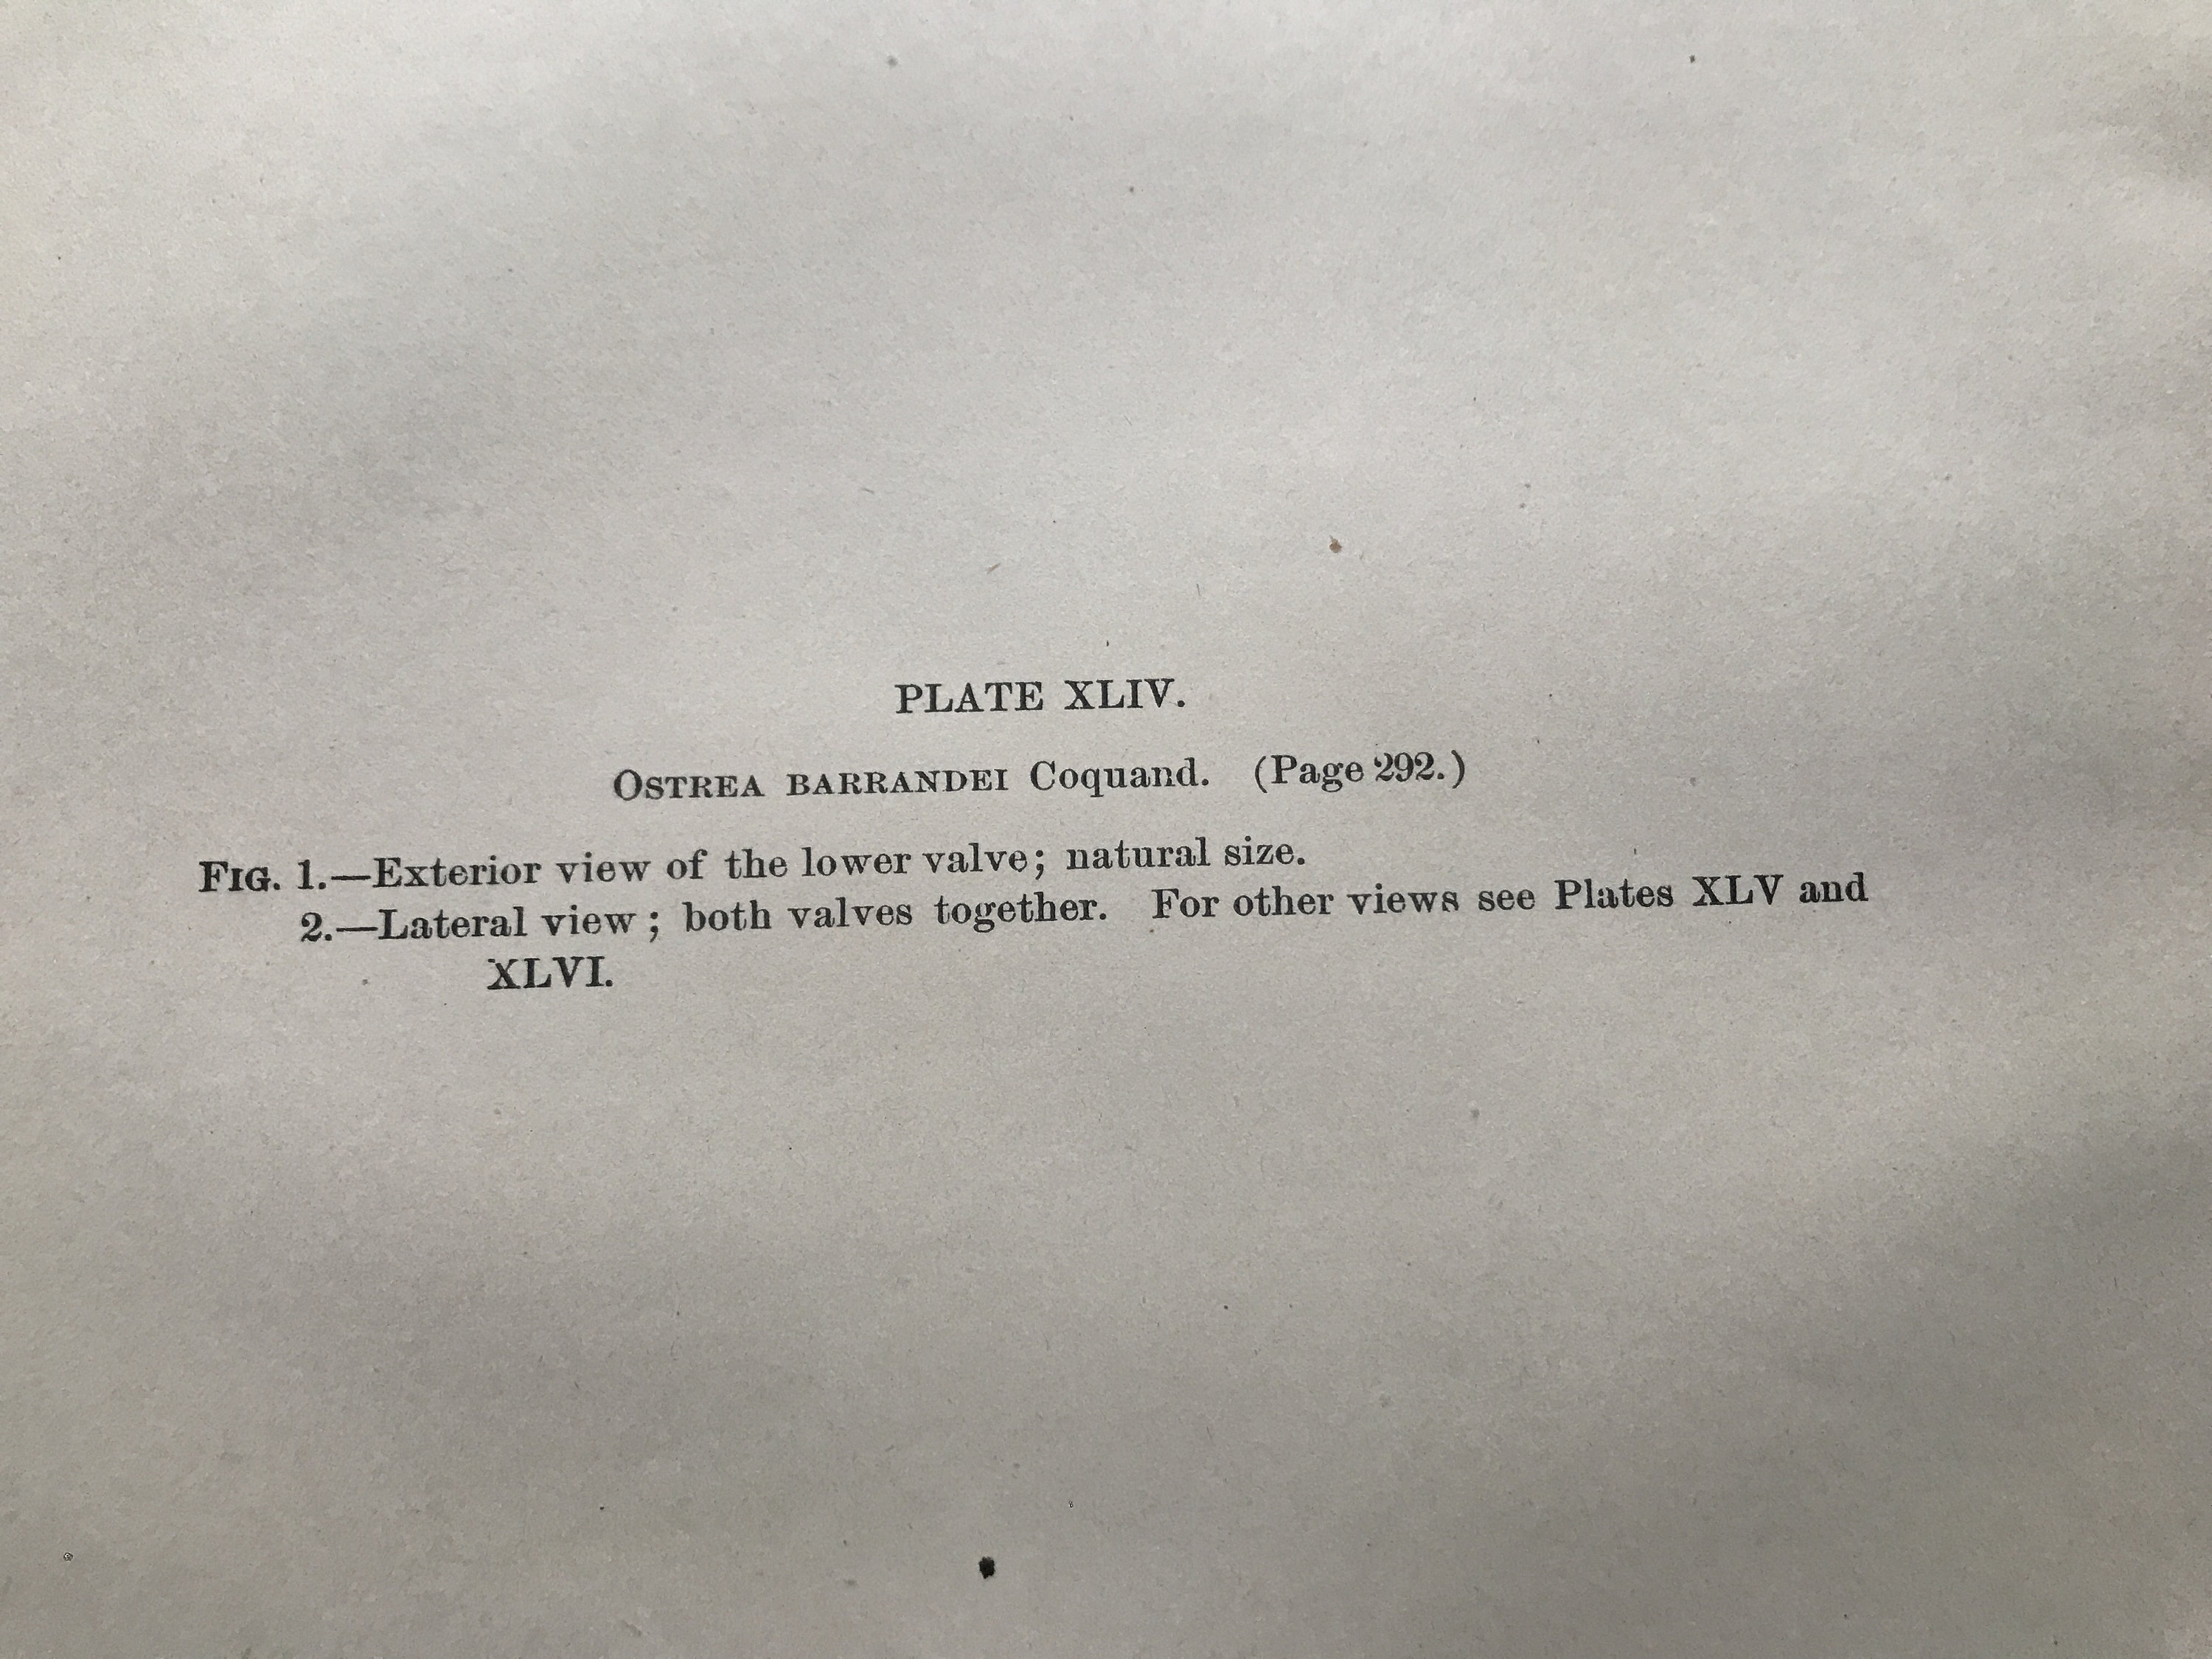 PLATE XLIV.
OSTREA BARRANDEI Coquand. (Page 292.)
FIG. 1.—Exterior view of the lower valve; natural size.
2.—Lateral view; both valves together. For other views see Plates XLV and
XLVI.